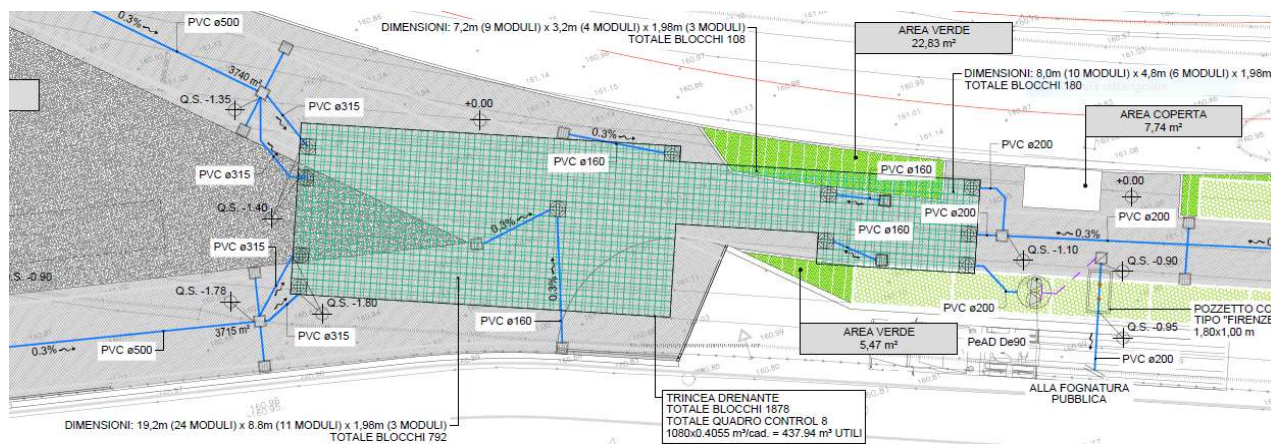 PVC ø500
0.3%
DIMENSIONI: 7,2m (9 MODULI) x 3,2m (4 MODULI) x 1,98m (3 MODULI)
TOTALE BLOCCHI 108
AREA VERDE
22,83 m²
DIMENSIONI: 8,0m (10 MODULI) x 4,8m (6 MODULI) x 1,98m
TOTALE BLOCCHI 180
3740 m²
Q.S. -1.35
PVC ø315
+0.00
0.3%
PVC ø160
AREA COPERTA
7,74 m²
PVC ø200
PVC ø160
+0.00
PVC ø315
Q.S. -1.40
0,3%
PVC ø200
PVC ø200
0.3%
PVC ø160
PVC ø315
Q.S. -1.10
Q.S. -0.90
Q.S. -0.90
Q.S. -1.78
Q.S. -1.80
0.3%
PVC ø200
3715 m²
PVC ø315
PVC ø160
AREA VERDE
5,47 m²
POZZETTO CO
TIPO "FIRENZE
1,80x1,00 m
Q.S. -0.95
PeAD De90
0.3%
PVC ø500
PVC ø200
ALLA FOGNATURA
PUBBLICA
TRINCEA DRENANTE
TOTALE BLOCCHI 1878
TOTALE QUADRO CONTROL 8
1080x0.4055 m³/cad. = 437.94 m³ UTILI
DIMENSIONI: 19,2m (24 MODULI) x 8.8m (11 MODULI) x 1,98m (3 MODULI)
TOTALE BLOCCHI 792